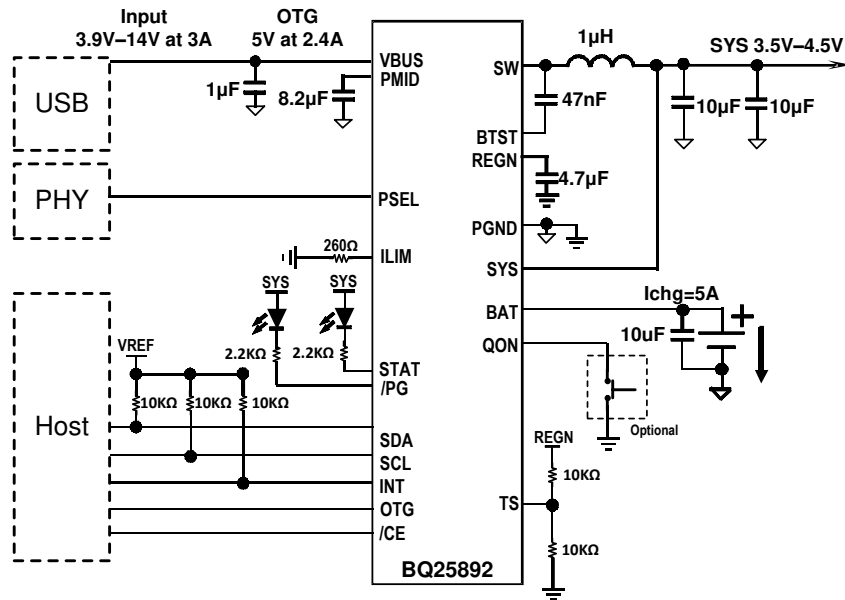 Input
3.9V–14V at 3A
OTG
5V at 2.4A
USB
PHY
Host
1µF
8.2µF
VBUS
PMID
PSEL
ILIM
260Ω
SYS
SYS
2.2KΩ
2.2KΩ
STAT
/PG
VREF
10KΩ
10KΩ
10KΩ
SDA
SCL
INT
OTG
/CE
BQ25892
SW
BTST
REGN
PGND
SYS
BAT
QON
TS
1µH
SYS 3.5V–4.5V
47nF
10µF
10µF
4.7µF
Ichg=5A
10uF
+
Optional
REGN
10KΩ
10KΩ